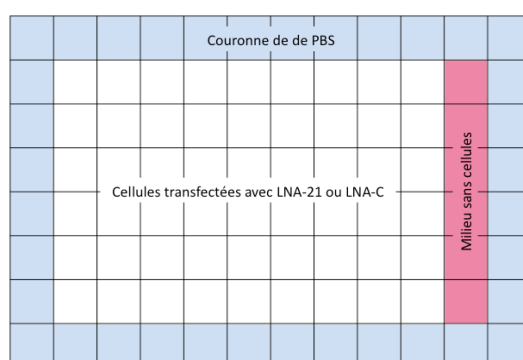 Couronne de de PBS
Cellules transfectées avec LNA-21 ou LNA-C
Milieu sans cellules